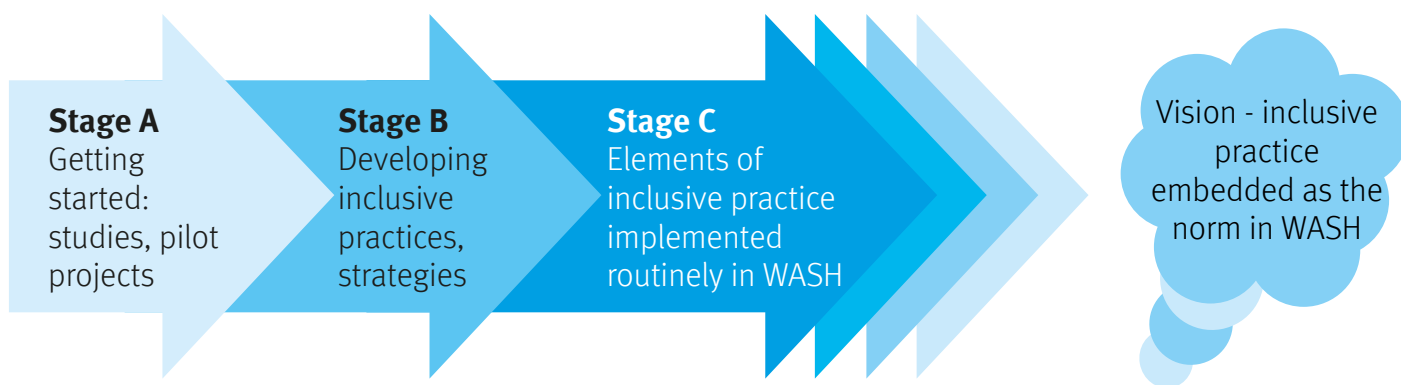 Stage A
Getting
started:
studies, pilot
projects
Stage B
Developing
inclusive
practices,
strategies
Stage C
Elements of
inclusive practice
implemented
routinely in WASH
Vision - inclusive
practice
embedded as the
norm in WASH